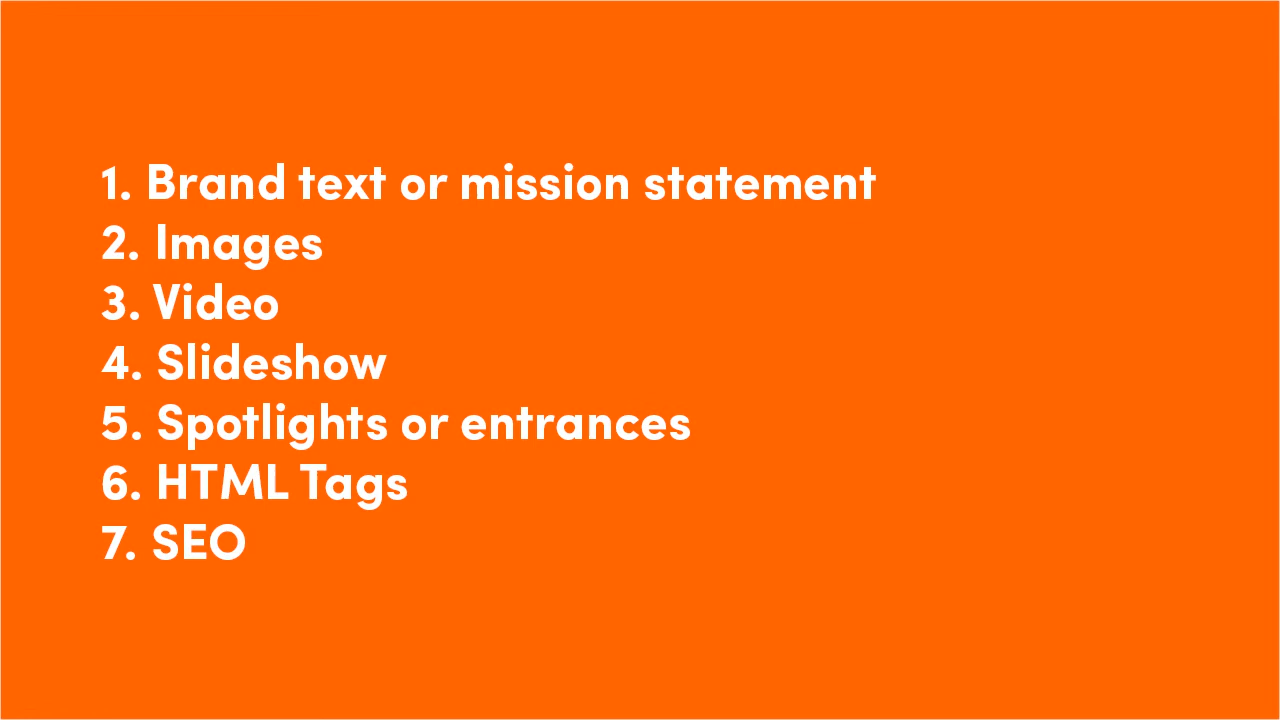 1. Brand text or mission statement
2. Images
3. Video
4. Slideshow
5. Spotlights or entrances
6. HTML Tags
7. SEO